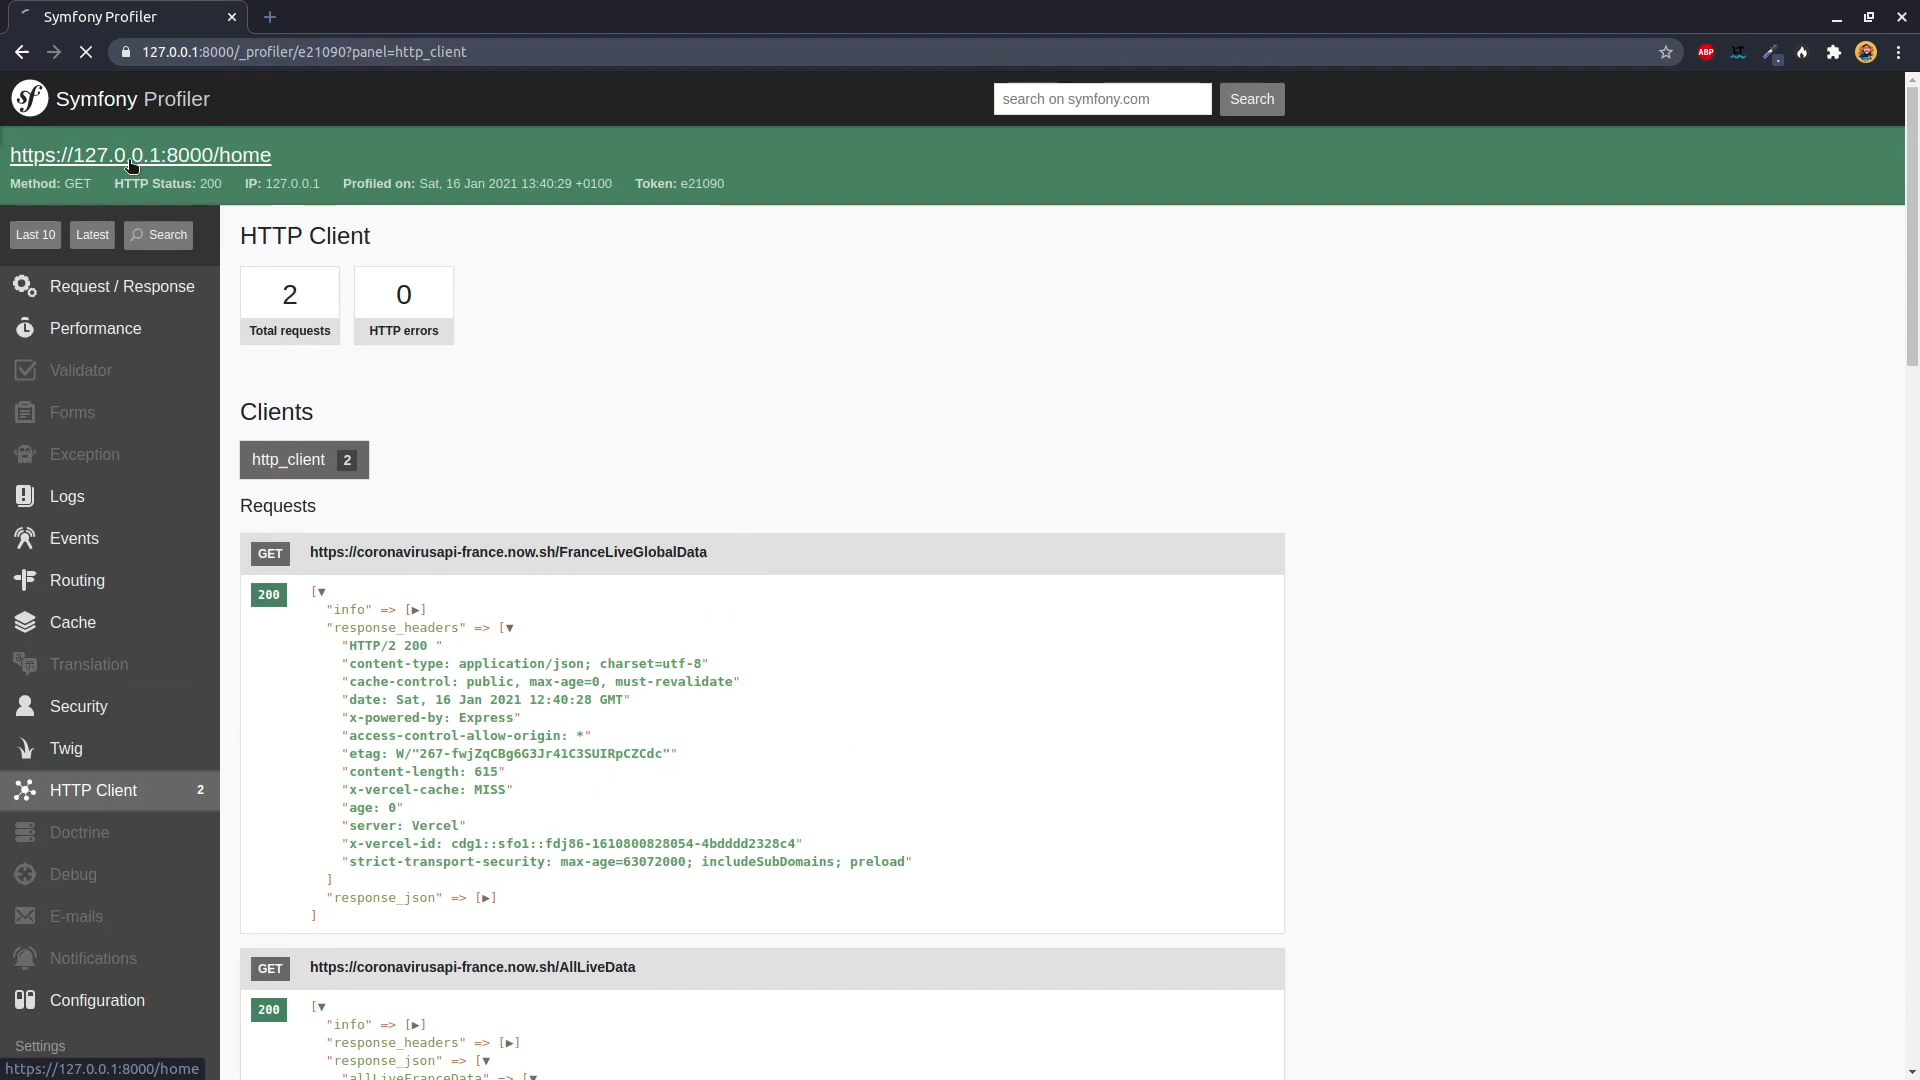 Symfony Profiler
127.0.0.1:8000/_profiler/e21090?panel=http_client
ABP
sf Symfony Profiler
search on symfony.com
Search
https://127.0.0.1:8000/home
Method: GET HTTP Status: 200 IP: 127.0.0.1 Profiled on: Sat, 16 Jan 2021 13:40:29 +0100 Token: e21090
Last 10
Latest
Search
Request / Response
Performance
Validator
Forms
Exception
Logs
Events
Routing
Cache
Translation
Security
Twig
HTTP Client 2
Doctrine
Debug
E-mails
Notifications
Configuration
Settings
https://127.0.0.1:8000/home
HTTP Client
2
Total requests
0
HTTP errors
Clients
http_client 2
Requests
GET https://coronavirusapi-france.now.sh/FranceLiveGlobalData
200 [▼
"info" => [▶]
"response_headers" => [▼
"HTTP/2 200 "
"content-type: application/json; charset=utf-8"
"cache-control: public, max-age=0, must-revalidate"
"date: Sat, 16 Jan 2021 12:40:28 GMT"
"x-powered-by: Express"
"access-control-allow-origin: *"
"etag: W/"267-fwjZqCBg6G3Jr41C3SUIRpCZCdc""
"content-length: 615"
"x-vercel-cache: MISS"
"age: 0"
"server: Vercel"
"x-vercel-id: cdg1::sfo1::fdj86-1610800828054-4bdddd2328c4"
"strict-transport-security: max-age=63072000; includeSubDomains; preload"
]
"response_json" => [▶]
]
GET https://coronavirusapi-france.now.sh/AllLiveData
200 [▼
"info" => [▶]
"response_headers" => [▶]
"response_json" => [▼
"allLiveFranceData" => [▼